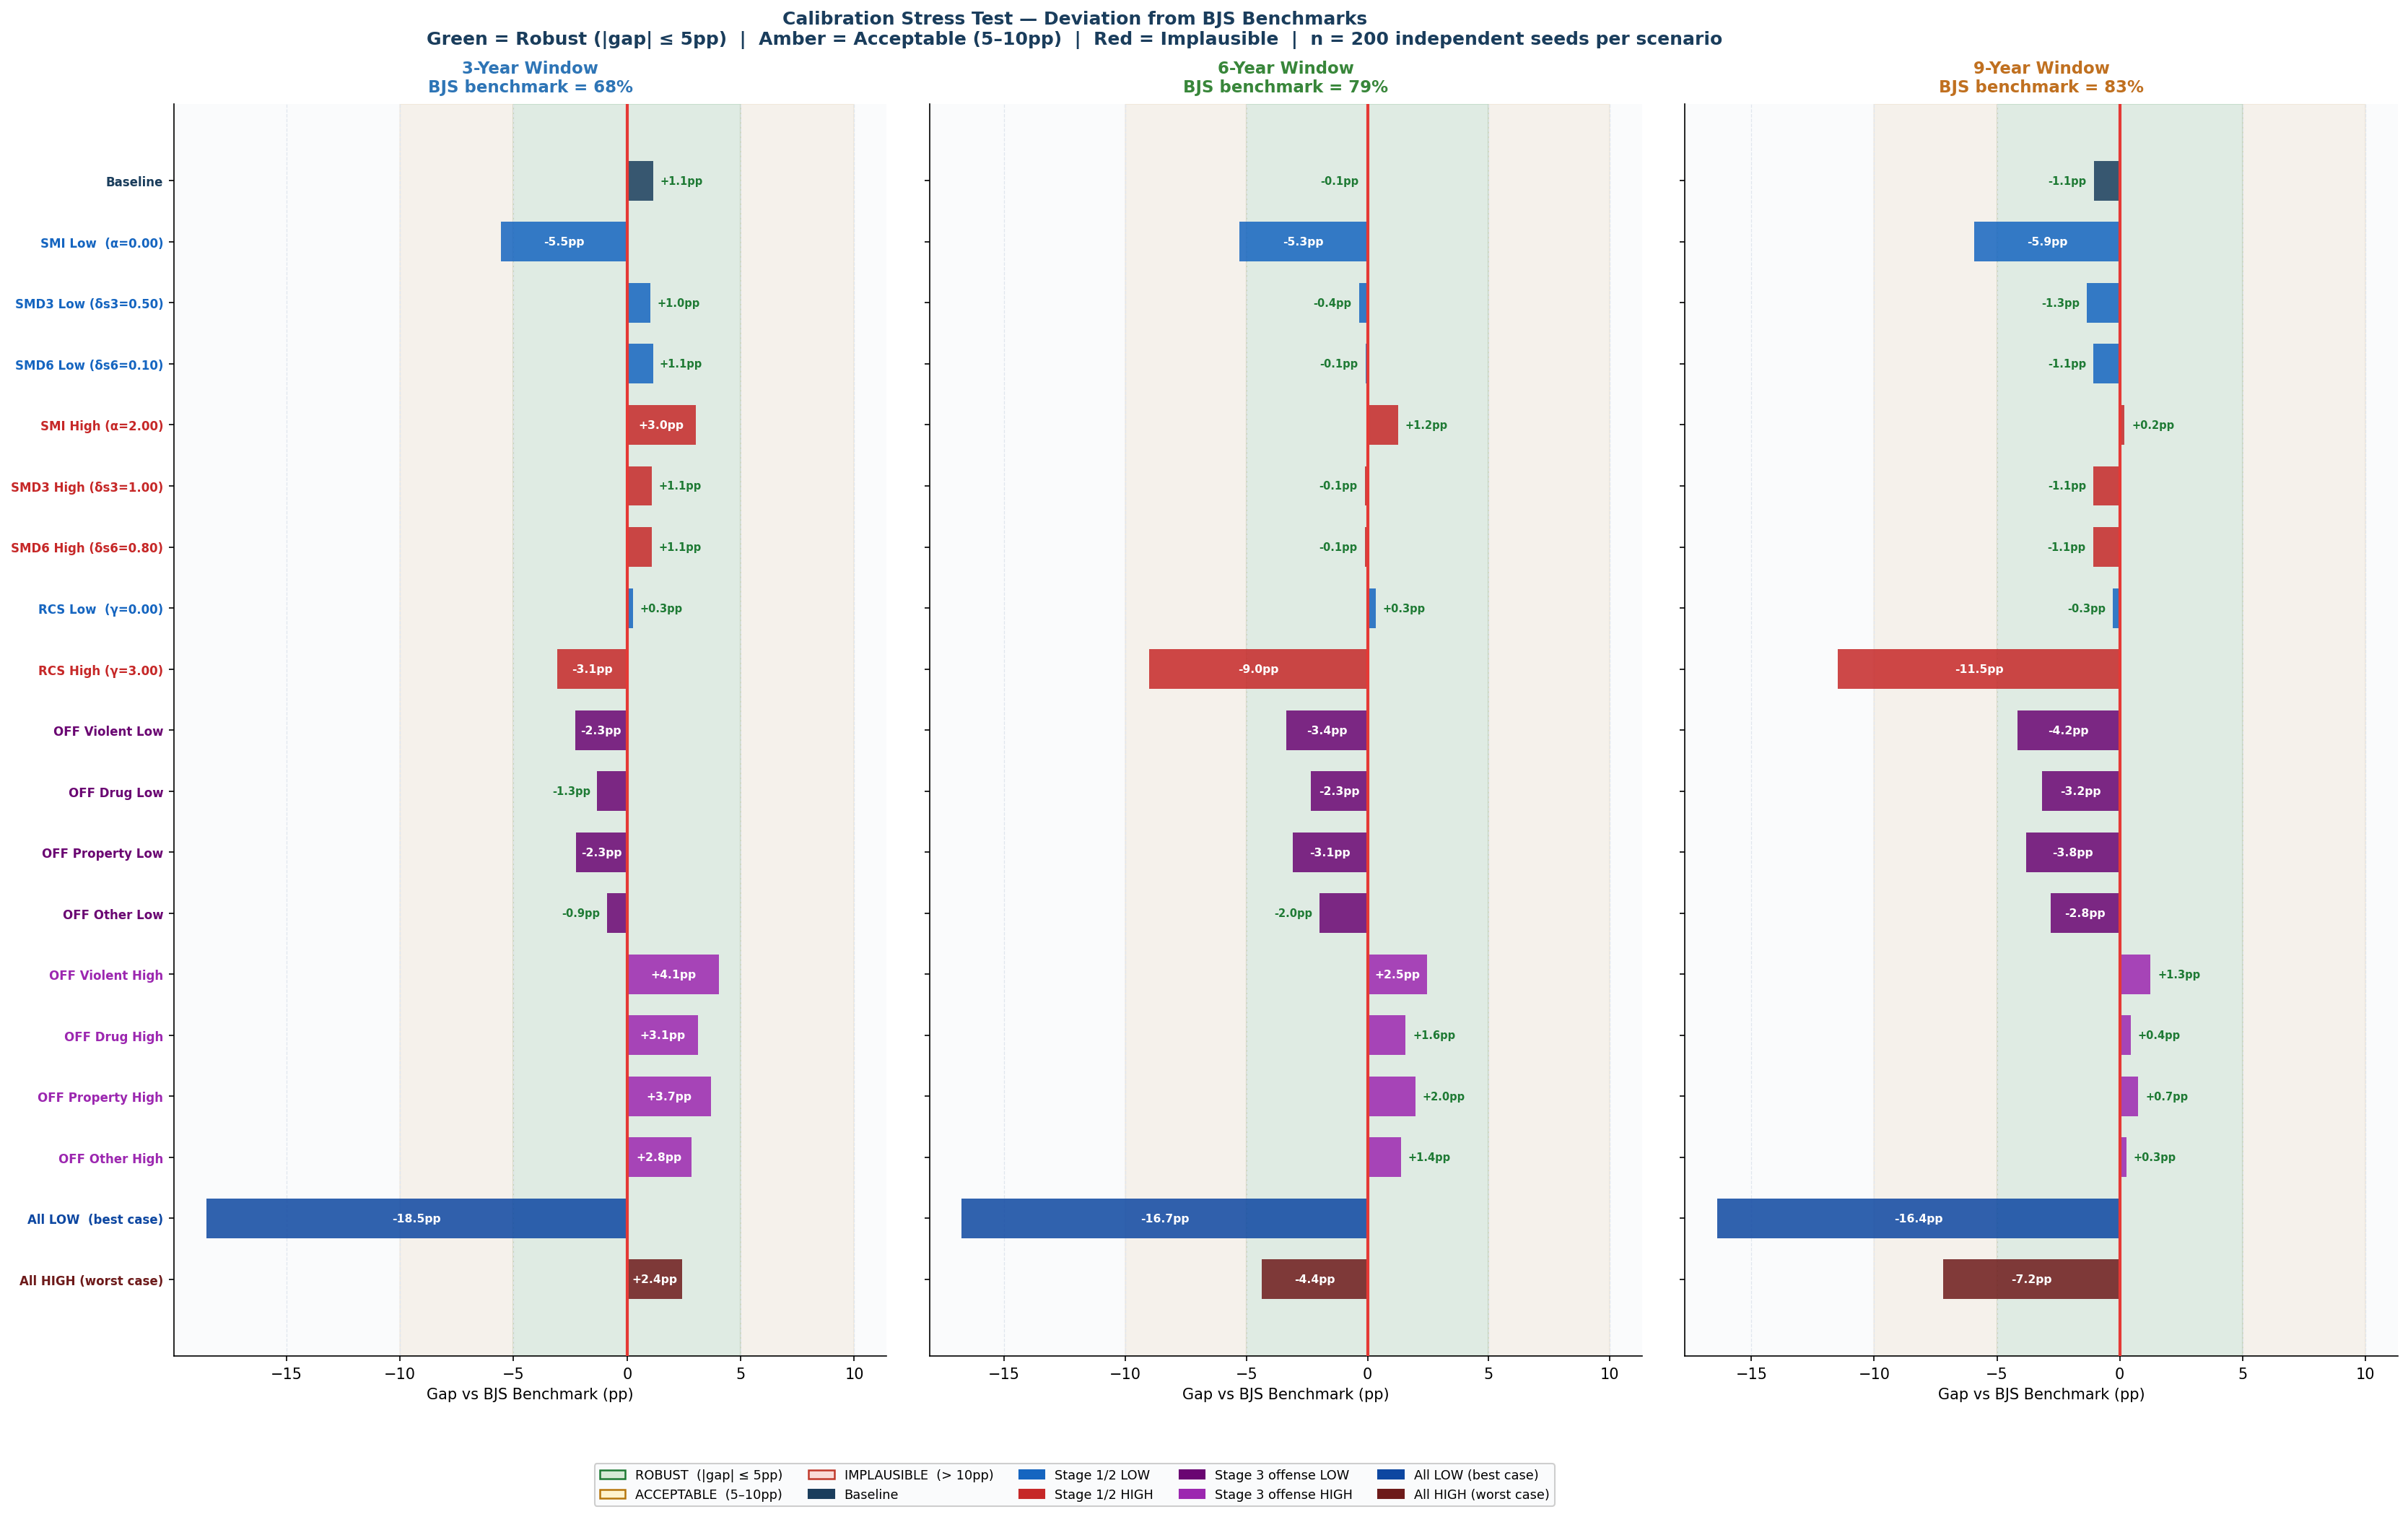 Calibration Stress Test — Deviation from BJS Benchmarks
Green = Robust (|gap| ≤ 5pp)  |  Amber = Acceptable (5–10pp)  |  Red = Implausible  |  n = 200 independent seeds per scenario
3-Year Window
BJS benchmark = 68%
6-Year Window
BJS benchmark = 79%
9-Year Window
BJS benchmark = 83%
Baseline +1.1pp -0.1pp -1.1pp
SMI Low  (α=0.00) -5.5pp -5.3pp -5.9pp
SMD3 Low (δs3=0.50) +1.0pp -0.4pp -1.3pp
SMD6 Low (δs6=0.10) +1.1pp -0.1pp -1.1pp
SMI High (α=2.00) +3.0pp +1.2pp +0.2pp
SMD3 High (δs3=1.00) +1.1pp -0.1pp -1.1pp
SMD6 High (δs6=0.80) +1.1pp -0.1pp -1.1pp
RCS Low  (γ=0.00) +0.3pp +0.3pp -0.3pp
RCS High (γ=3.00) -3.1pp -9.0pp -11.5pp
OFF Violent Low -2.3pp -3.4pp -4.2pp
OFF Drug Low -1.3pp -2.3pp -3.2pp
OFF Property Low -2.3pp -3.1pp -3.8pp
OFF Other Low -0.9pp -2.0pp -2.8pp
OFF Violent High +4.1pp +2.5pp +1.3pp
OFF Drug High +3.1pp +1.6pp +0.4pp
OFF Property High +3.7pp +2.0pp +0.7pp
OFF Other High +2.8pp +1.4pp +0.3pp
All LOW  (best case) -18.5pp -16.7pp -16.4pp
All HIGH (worst case) +2.4pp -4.4pp -7.2pp
−15 −10 −5 0 5 10 −15 −10 −5 0 5 10 −15 −10 −5 0 5 10
Gap vs BJS Benchmark (pp) Gap vs BJS Benchmark (pp) Gap vs BJS Benchmark (pp)
ROBUST  (|gap| ≤ 5pp) IMPLAUSIBLE  (> 10pp) Stage 1/2 LOW Stage 3 offense LOW All LOW (best case)
ACCEPTABLE  (5–10pp) Baseline Stage 1/2 HIGH Stage 3 offense HIGH All HIGH (worst case)